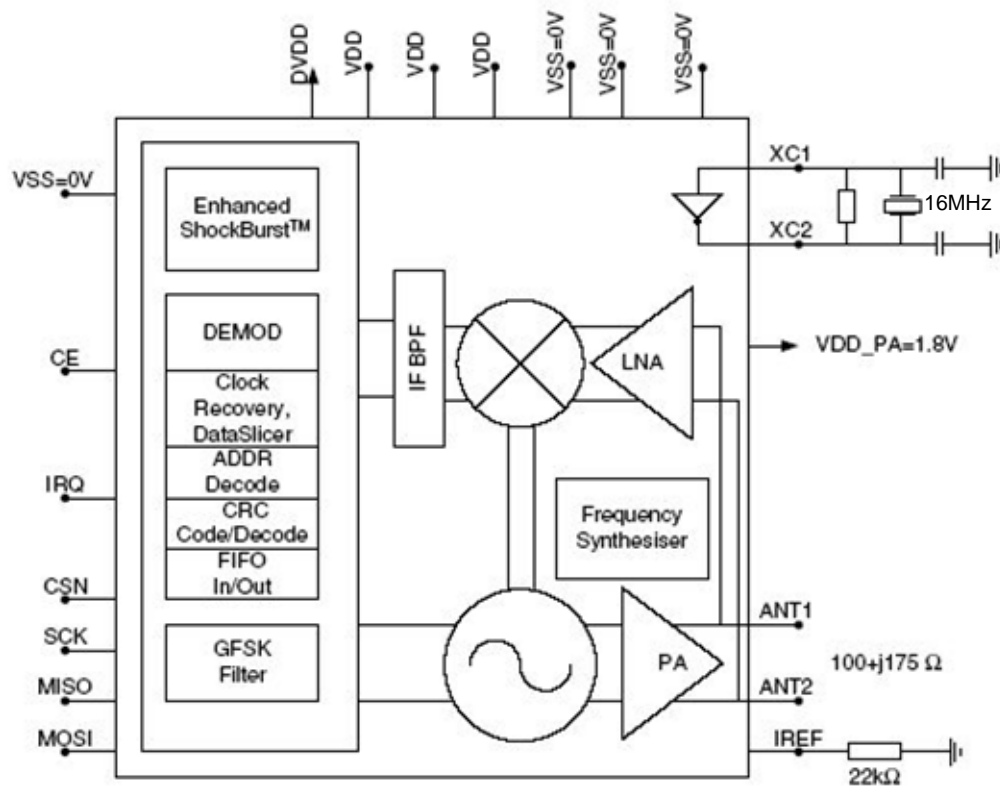 DVDD
VDD
VDD
VDD
VSS=0V
VSS=0V
VSS=0V
VSS=0V
CE
IRQ
CSN
SCK
MISO
MOSI
Enhanced
ShockBurst™
DEMOD
Clock
Recovery,
DataSlicer
ADDR
Decode
CRC
Code/Decode
FIFO
In/Out
GFSK
Filter
IF BPF
LNA
Frequency
Synthesiser
PA
XC1
16MHz
XC2
VDD_PA=1.8V
ANT1
100+j175 Ω
ANT2
IREF
22kΩ